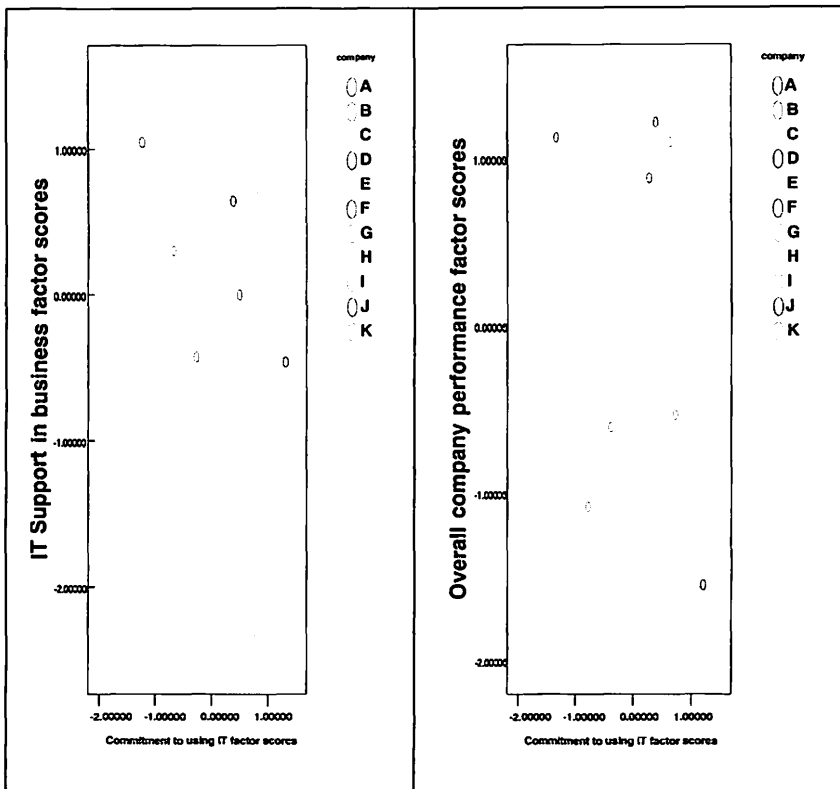 company
A
B
C
D
E
F
G
H
I
J
K
IT Support in business factor scores
1.00000
0.00000
-1.00000
-2.00000
-2.00000 -1.00000 0.00000 1.00000
Commitment to using IT factor scores
company
A
B
C
D
E
F
G
H
I
J
K
Overall company performance factor scores
1.00000
0.00000
-1.00000
-2.00000
-2.00000 -1.00000 0.00000 1.00000
Commitment to using IT factor scores